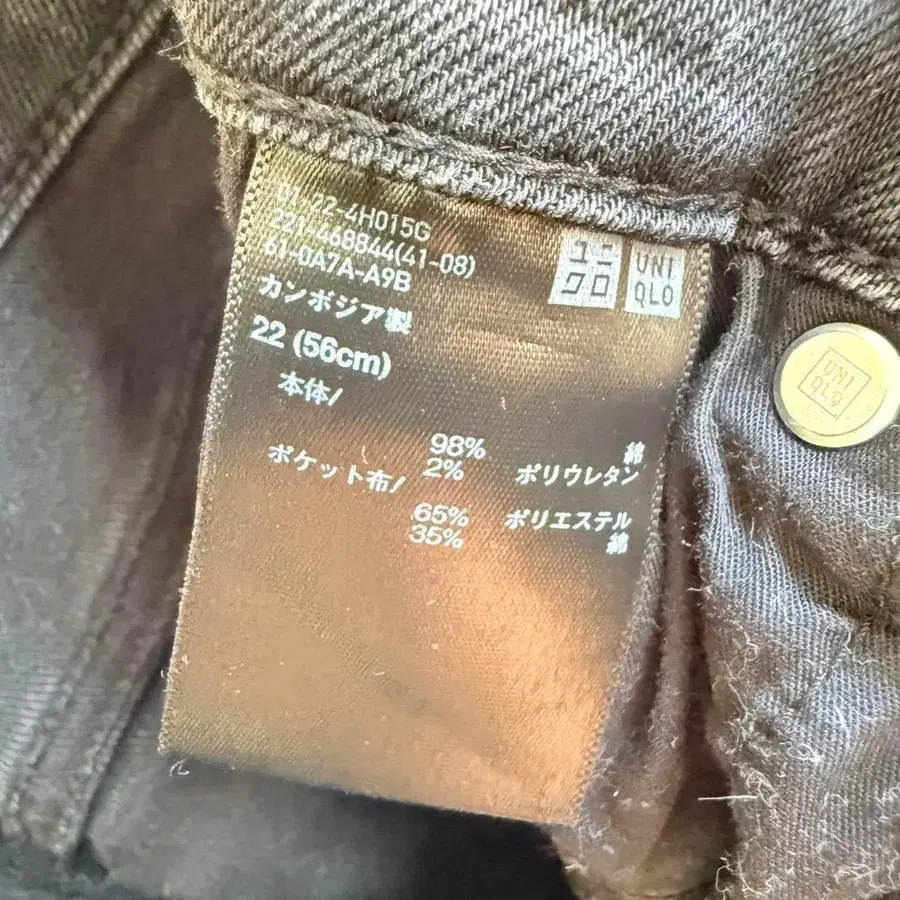 221-468844(41-08)
61-0A7A-A9B
カンボジア製
22 (56cm)
本体/
98% 綿
2% ポリウレタン
ポケット布/
65% ポリエステル
35% 綿
ユニ
クロ
UNI
QLO
UNI
QLO